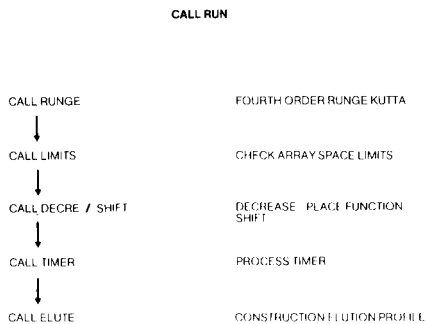 CALL RUN
CALL RUNGE FOURTH ORDER RUNGE KUTTA
CALL LIMITS CHECK ARRAY SPACE LIMITS
CALL DECRE / SHIFT DECREASE PLACE FUNCTION
SHIFT
CALL TIMER PROCESS TIMER
CALL ELUTE CONSTRUCTION ELUTION PROFILE